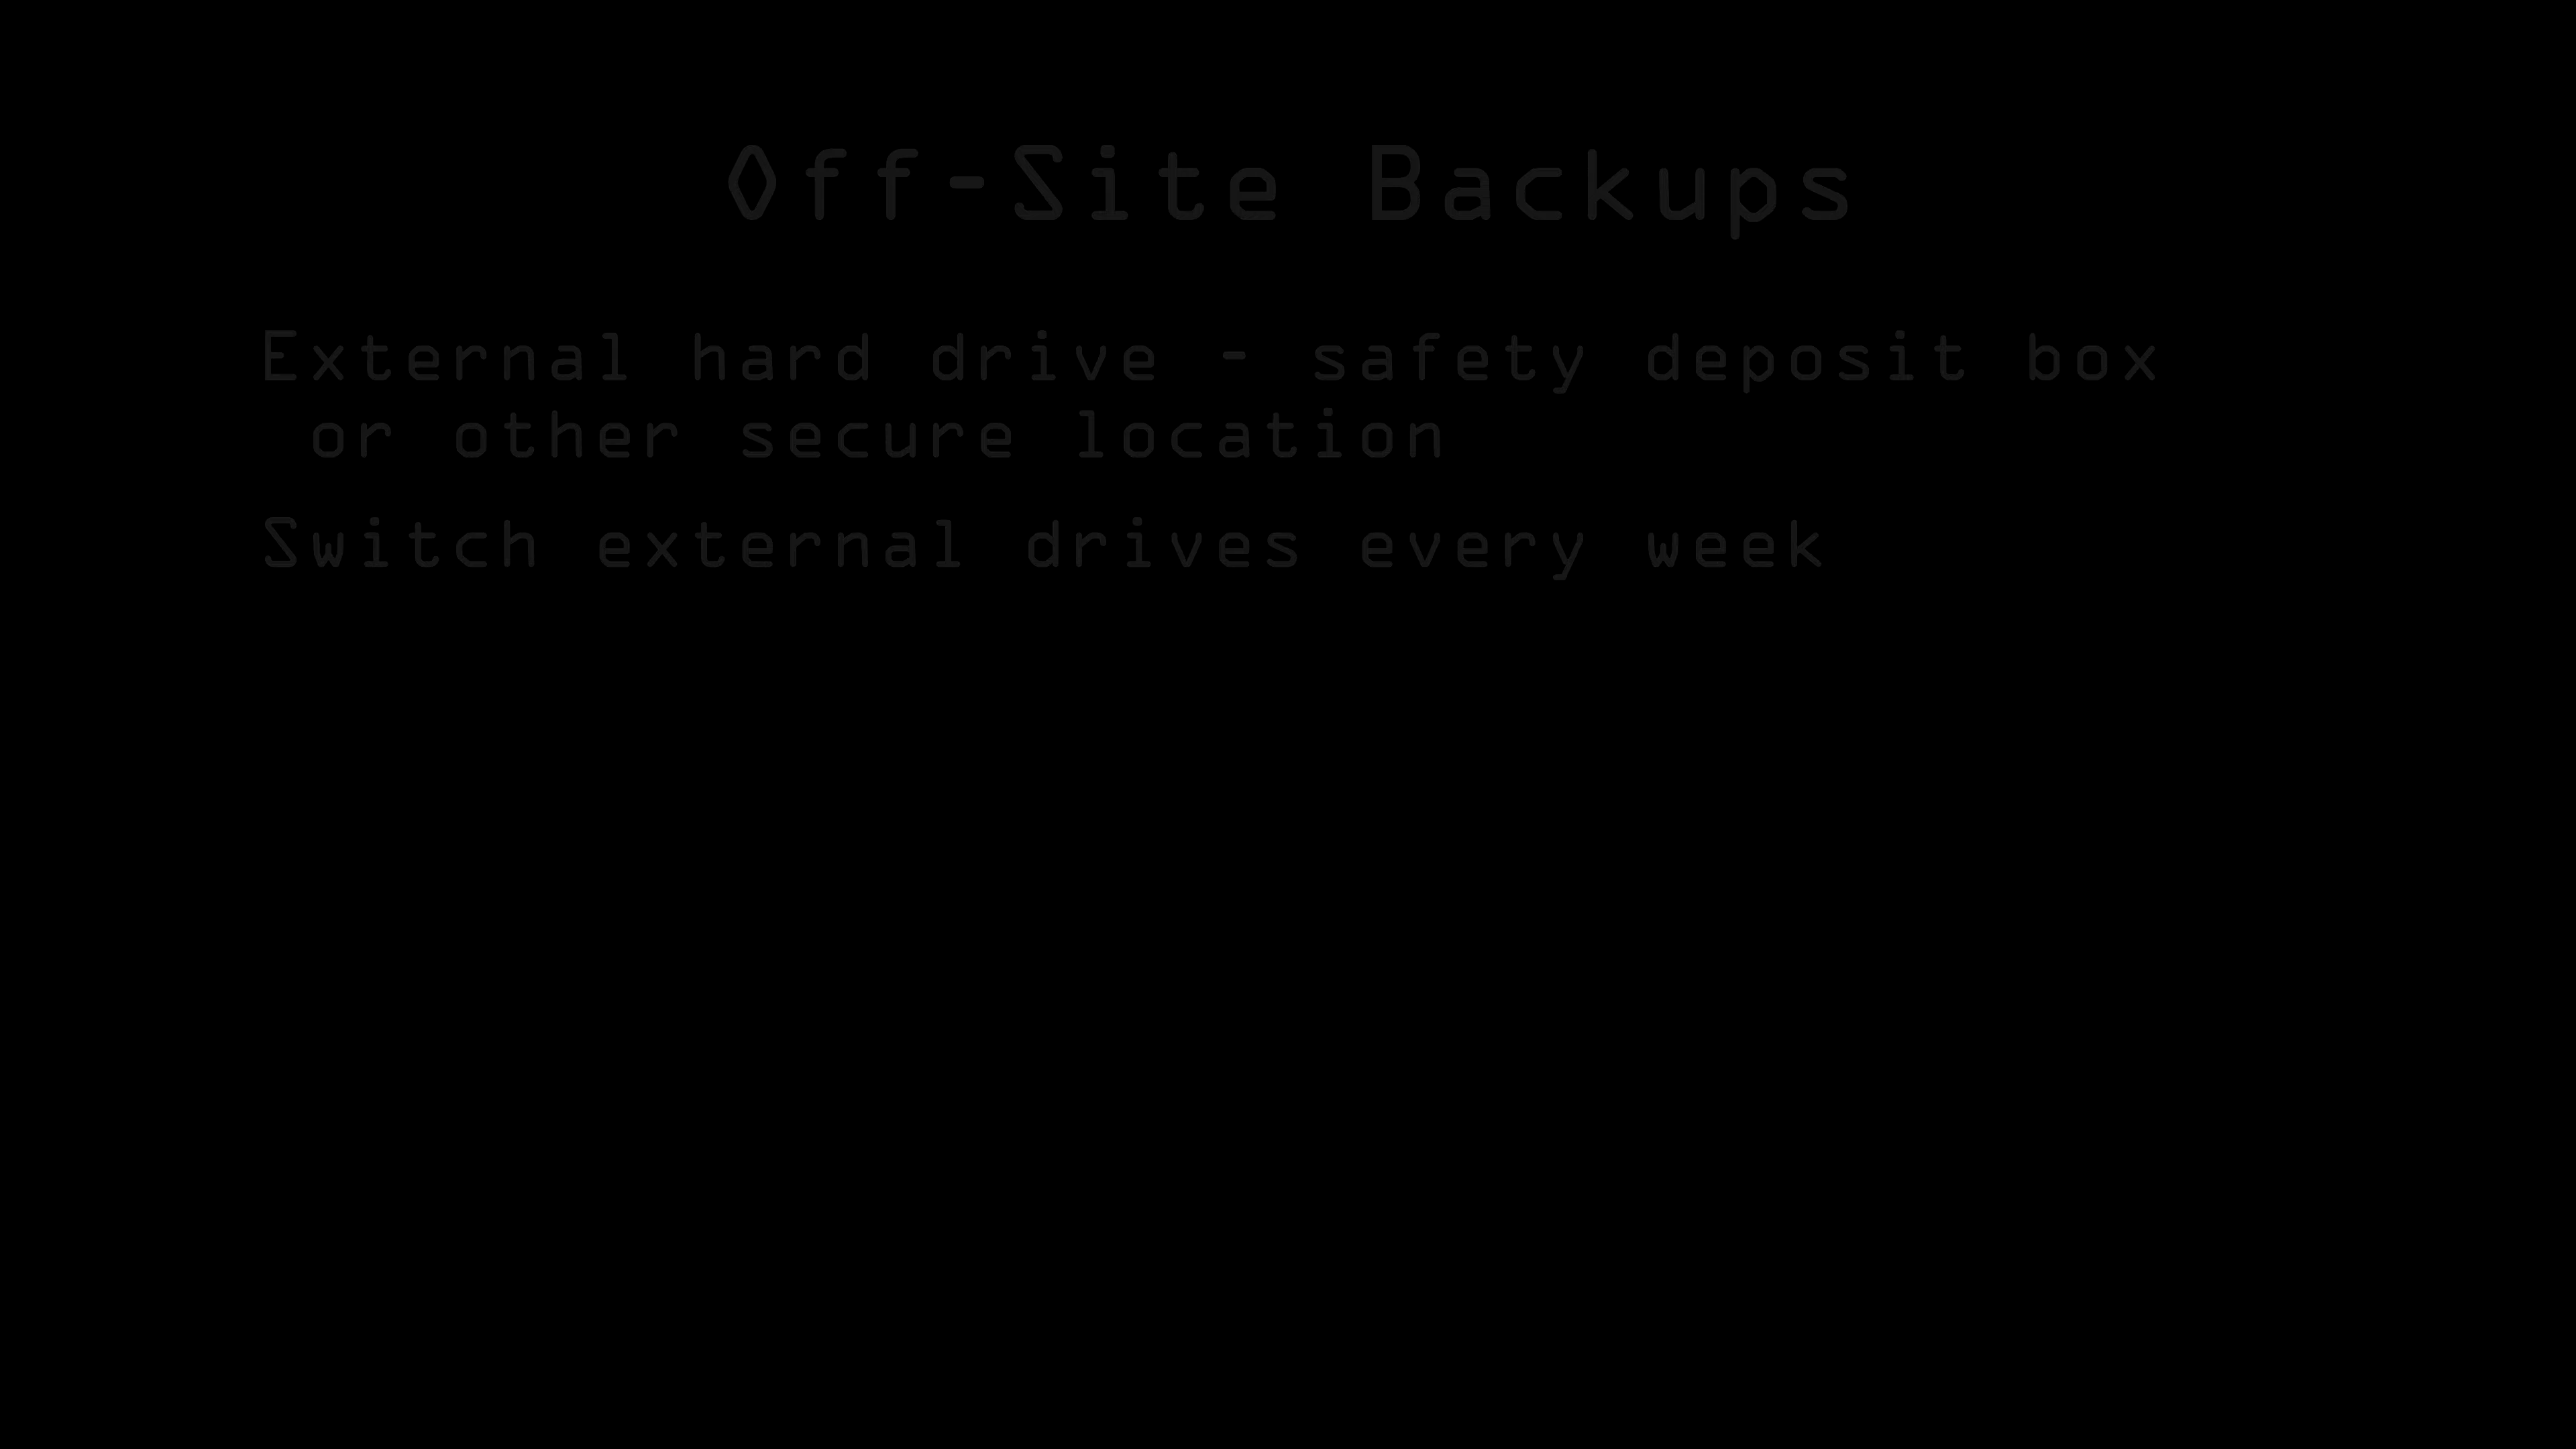 Off-Site Backups
External hard drive - safety deposit box
or other secure location
Switch external drives every week